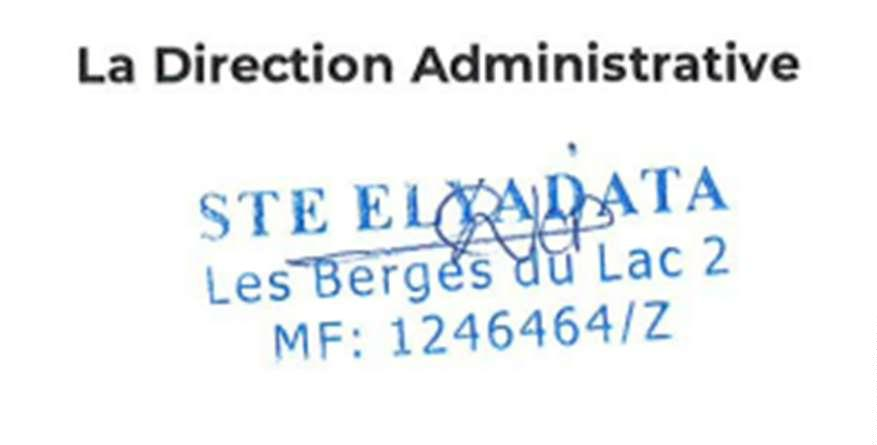 La Direction Administrative
STE ELYADATA
Les Berges du Lac 2
MF: 1246464/Z